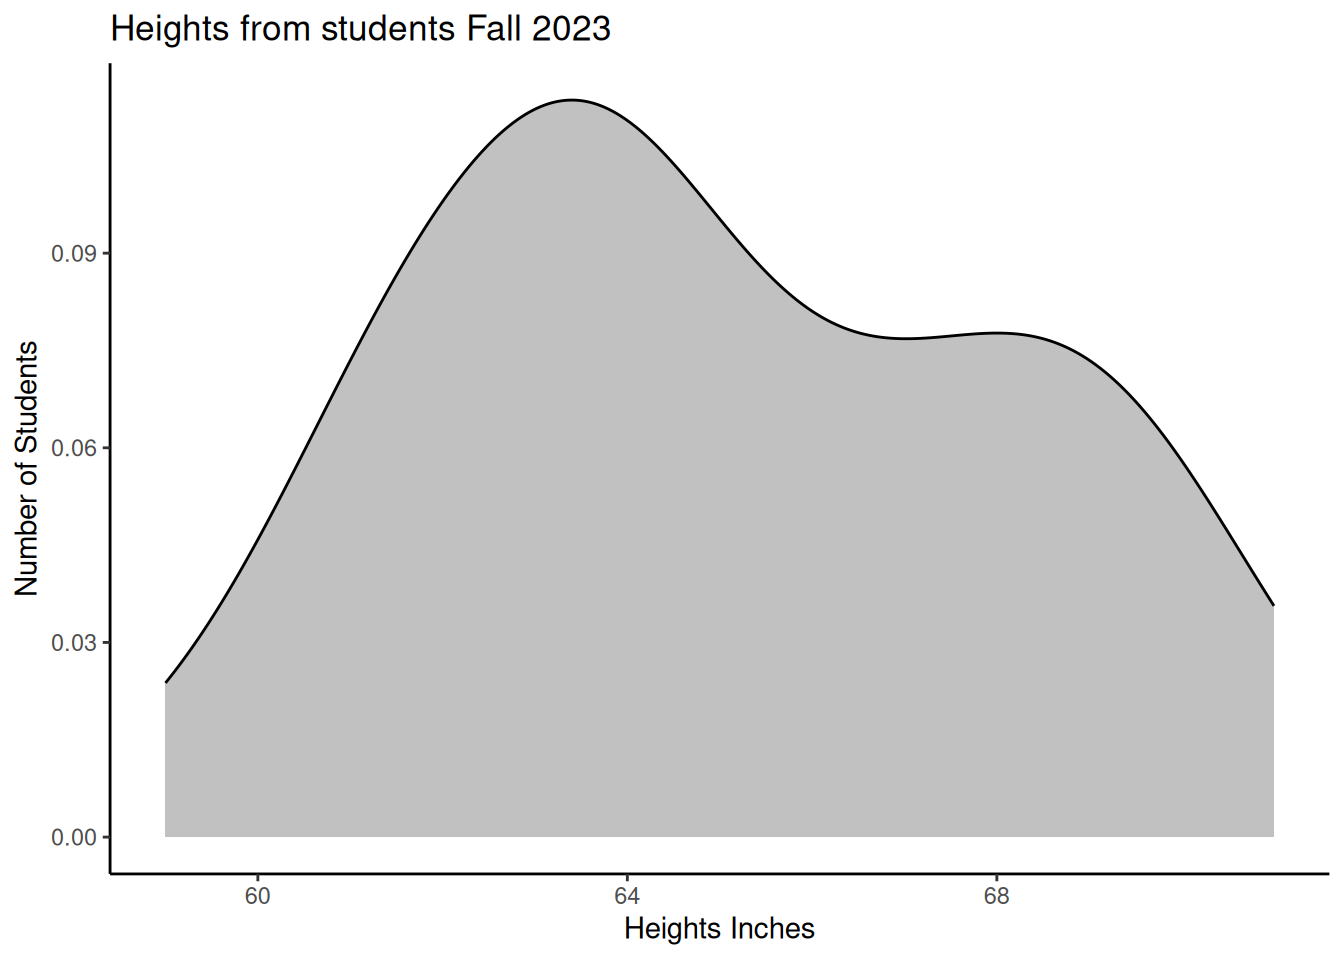 Heights from students Fall 2023
Number of Students
0.09
0.06
0.03
0.00
60 64 68
Heights Inches